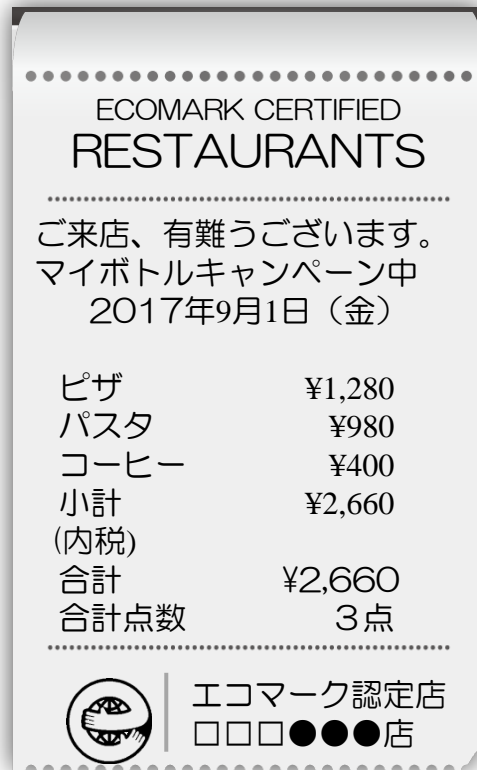 ECOMARK CERTIFIED
RESTAURANTS
ご来店、有難うございます。
マイボトルキャンペーン中
2017年9月1日（金）
ピザ ¥1,280
パスタ ¥980
コーヒー ¥400
小計 ¥2,660
(内税)
合計 ¥2,660
合計点数 3点
エコマーク認定店
□□□●●●店